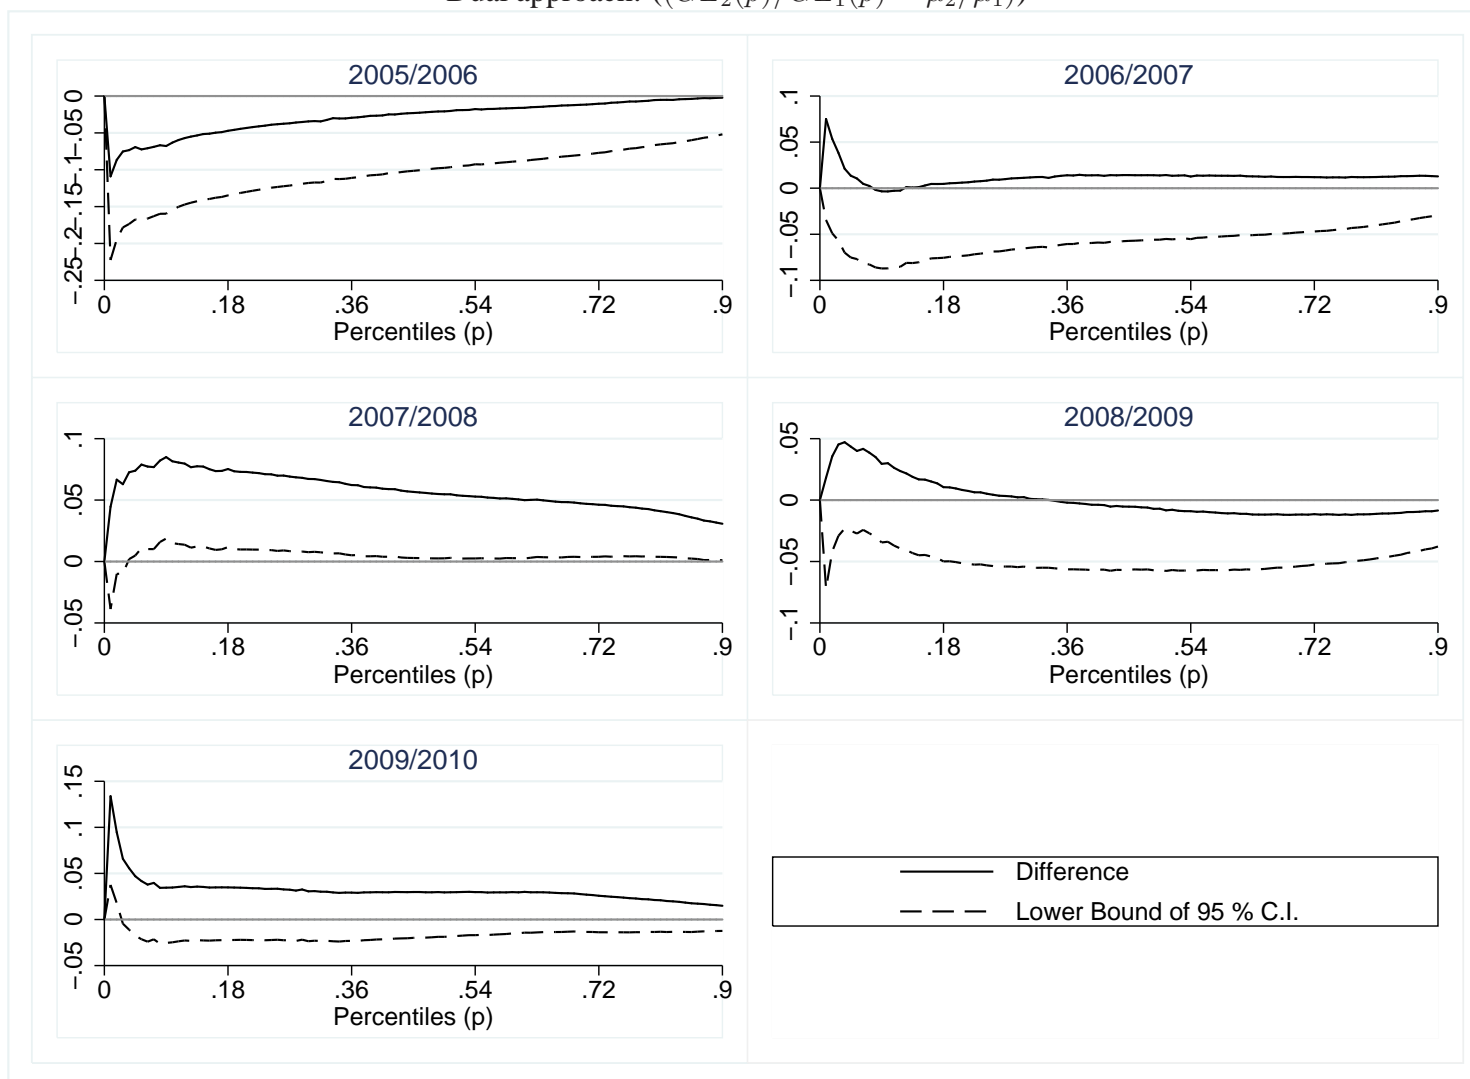 2005/2006
0
−.05
−.1
−.15
−.2
−.25
0 .18 .36 .54 .72 .9
Percentiles (p)
2006/2007
.1
.05
0
−.05
−.1
0 .18 .36 .54 .72 .9
Percentiles (p)
2007/2008
.1
.05
0
−.05
0 .18 .36 .54 .72 .9
Percentiles (p)
2008/2009
.05
0
−.05
−.1
0 .18 .36 .54 .72 .9
Percentiles (p)
2009/2010
.15
.1
.05
0
−.05
0 .18 .36 .54 .72 .9
Percentiles (p)
Difference
Lower Bound of 95 % C.I.